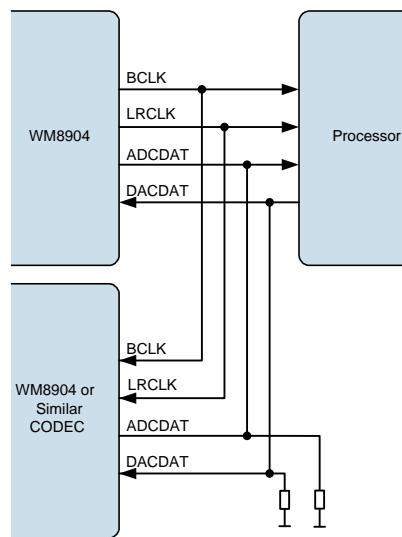 BCLK
LRCLK
WM8904
Processor
ADCDAT
DACDAT
BCLK
LRCLK
WM8904 or
Similar
CODEC
ADCDAT
DACDAT